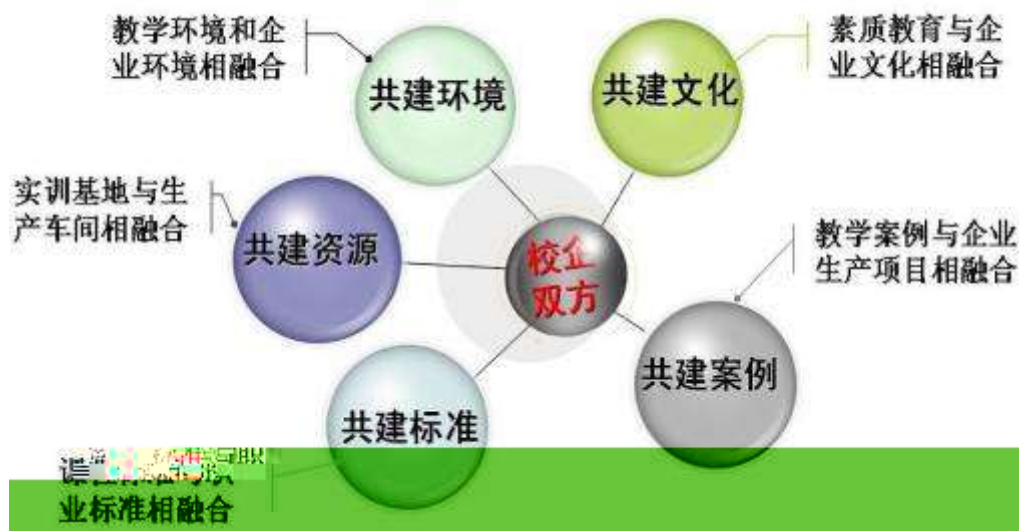 教学环境和企
业环境相融合
共建环境
素质教育与企
业文化相融合
共建文化
实训基地与生
产车间相融合
共建资源
校企
双方
教学案例与企业
生产项目相融合
共建案例
共建标准
业标准相融合